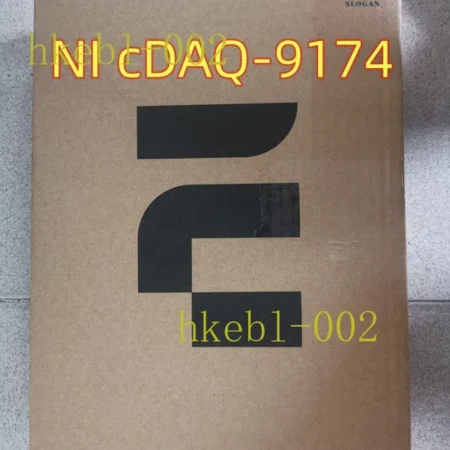 SLOGAN
hkebl-002
NI cDAQ-9174
hkebl-002